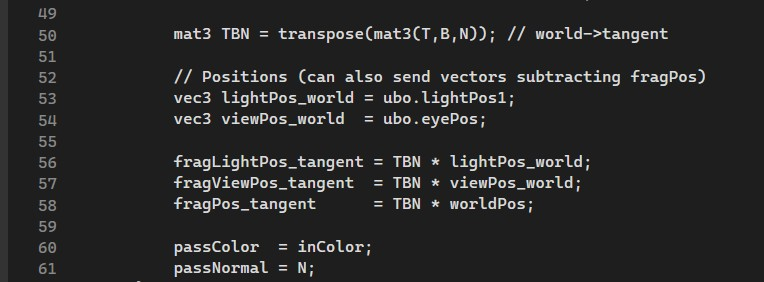 49
50 mat3 TBN = transpose(mat3(T,B,N)); // world->tangent
51
52 // Positions (can also send vectors subtracting fragPos)
53 vec3 lightPos_world = ubo.lightPos1;
54 vec3 viewPos_world  = ubo.eyePos;
55
56 fragLightPos_tangent = TBN * lightPos_world;
57 fragViewPos_tangent  = TBN * viewPos_world;
58 fragPos_tangent      = TBN * worldPos;
59
60 passColor  = inColor;
61 passNormal = N;